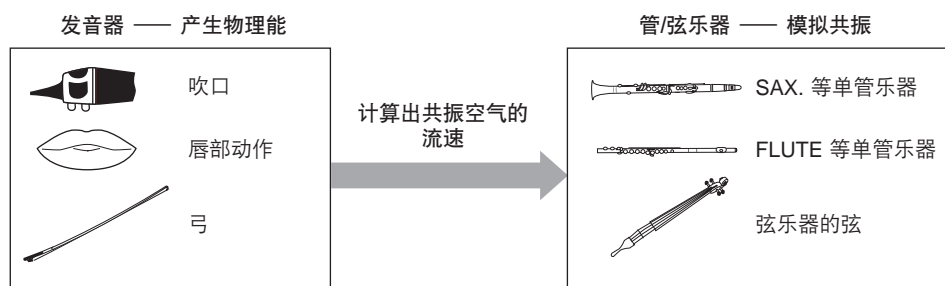 发音器 —— 产生物理能
吹口
唇部动作
弓
计算出共振空气的
流速
管/弦乐器 —— 模拟共振
SAX. 等单管乐器
FLUTE 等单管乐器
弦乐器的弦